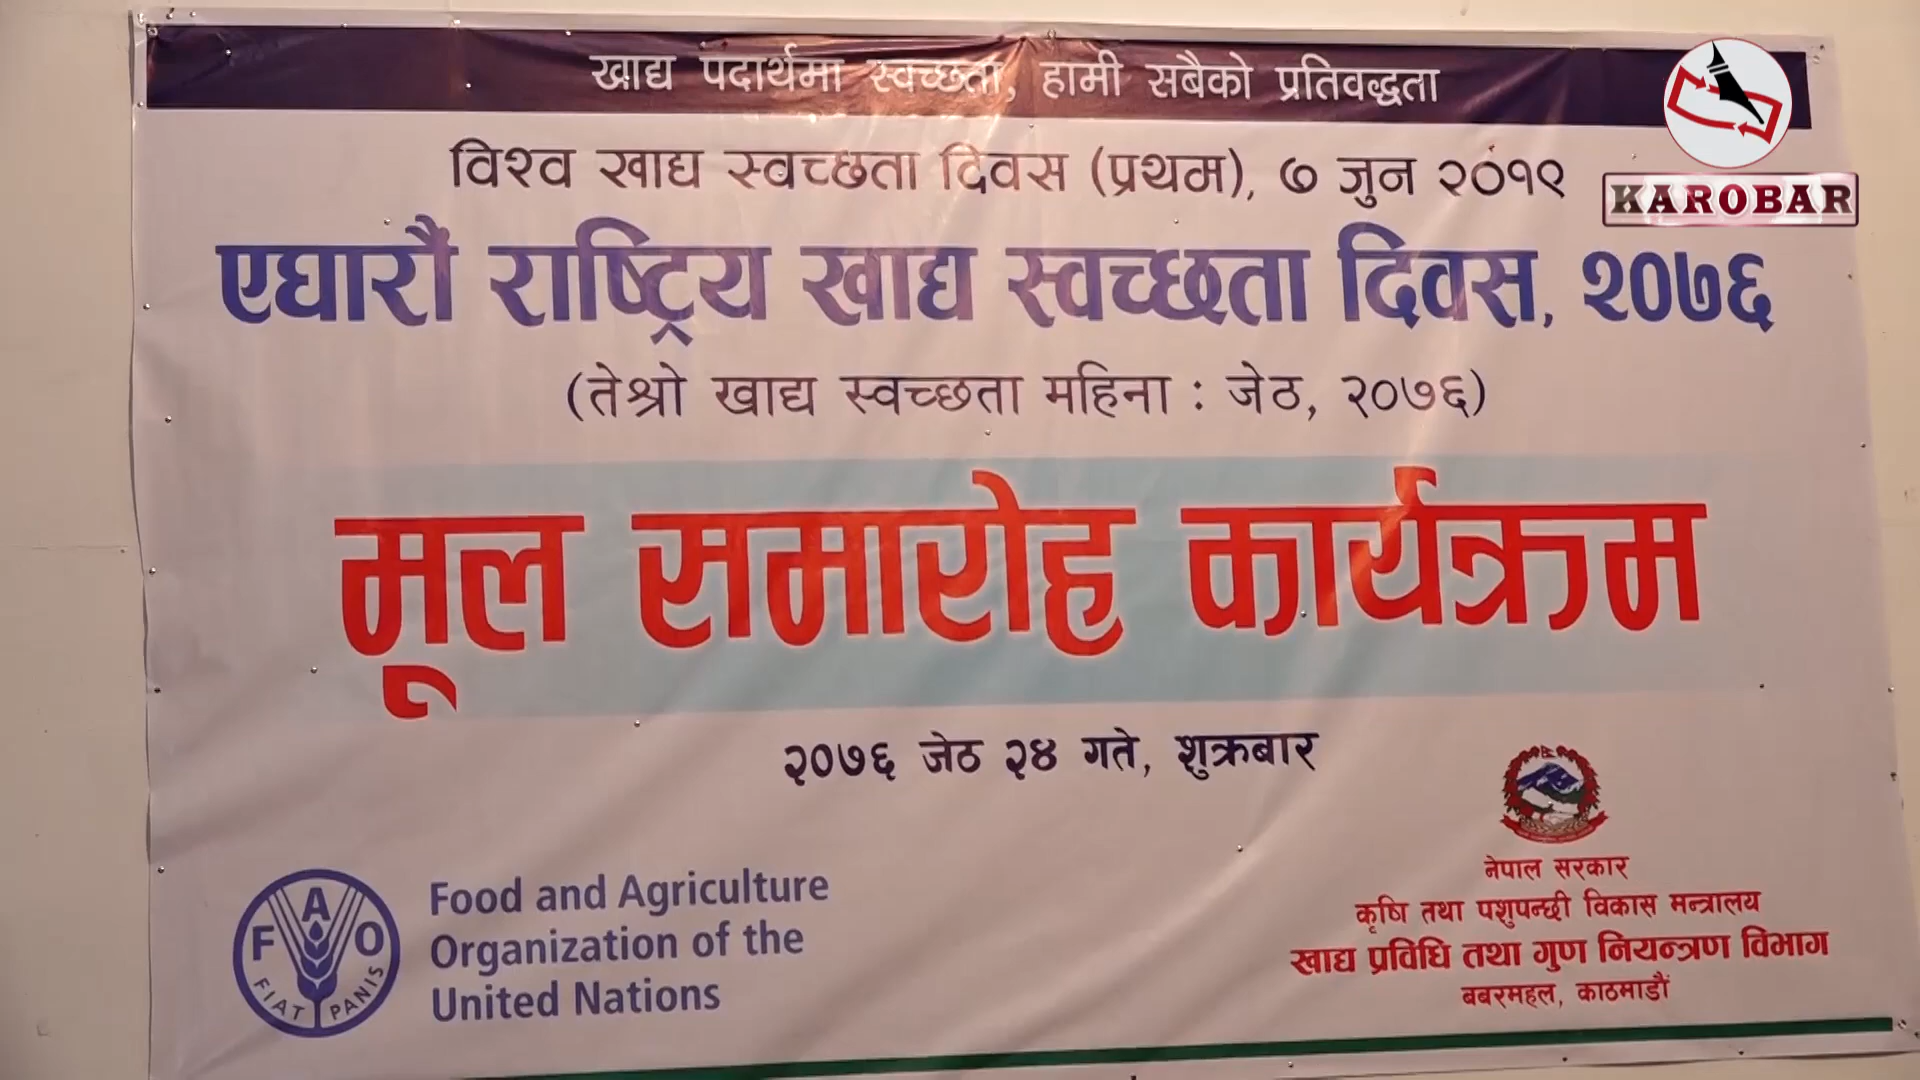 खाद्य पदार्थमा स्वच्छता, हामी सबैको प्रतिवद्धता
KAROBAR
विश्व खाद्य स्वच्छता दिवस (प्रथम), ७ जुन २०१९
एघारौं राष्ट्रिय खाद्य स्वच्छता दिवस, २०७६
(तेश्रो खाद्य स्वच्छता महिना : जेठ, २०७६)
मूल समारोह कार्यक्रम
२०७६ जेठ २४ गते, शुक्रबार
FAO
FIAT PANIS
Food and Agriculture
Organization of the
United Nations
नेपाल सरकार
कृषि तथा पशुपन्छी विकास मन्त्रालय
खाद्य प्रविधि तथा गुण नियन्त्रण विभाग
बबरमहल, काठमाडौं